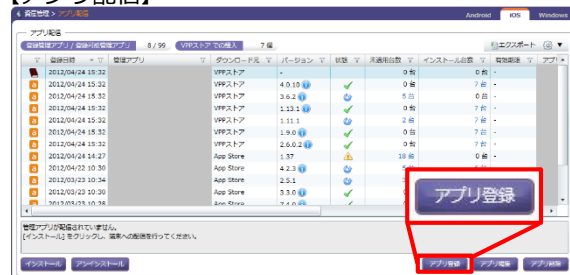 【アプリ配信】
資産管理 > アプリ配信
Android iOS Windows
アプリ配信
登録管理アプリ / 登録可能管理アプリ 8 / 99 VPPストアでの購入 7 個 エクスポート
登録日時 管理アプリ ダウンロード元 バージョン 状態 未適用台数 インストール台数 有効期限 アプリ
2012/04/24 15:32 VPPストア - 0 台 0 台 -
2012/04/24 15:32 VPPストア 4.0.10 0 台 7 台 -
2012/04/24 15:32 VPPストア 3.6.2 5 台 0 台 -
2012/04/24 15:32 VPPストア 1.13.1 0 台 7 台 -
2012/04/24 15:32 VPPストア 1.11.1 2 台
2012/04/24 15:32 VPPストア 1.9.0 0 台 7 台 -
2012/04/24 15:32 VPPストア 2.6.0.2 0 台 7 台 -
2012/04/24 14:27 App Store 1.37 10 台 0 台 -
2012/04/22 10:30 App Store 4.2.3
2012/03/23 10:34 App Store 2.5.1
2012/03/23 10:30 App Store 3.3.0
2012/03/23 10:28 App Store 7.4.0
アプリ登録
管理アプリが配信されていません。
[インストール] をクリックし、端末への配信を行ってください。
インストール アンインストール アプリ登録 アプリ編集 アプリ削除